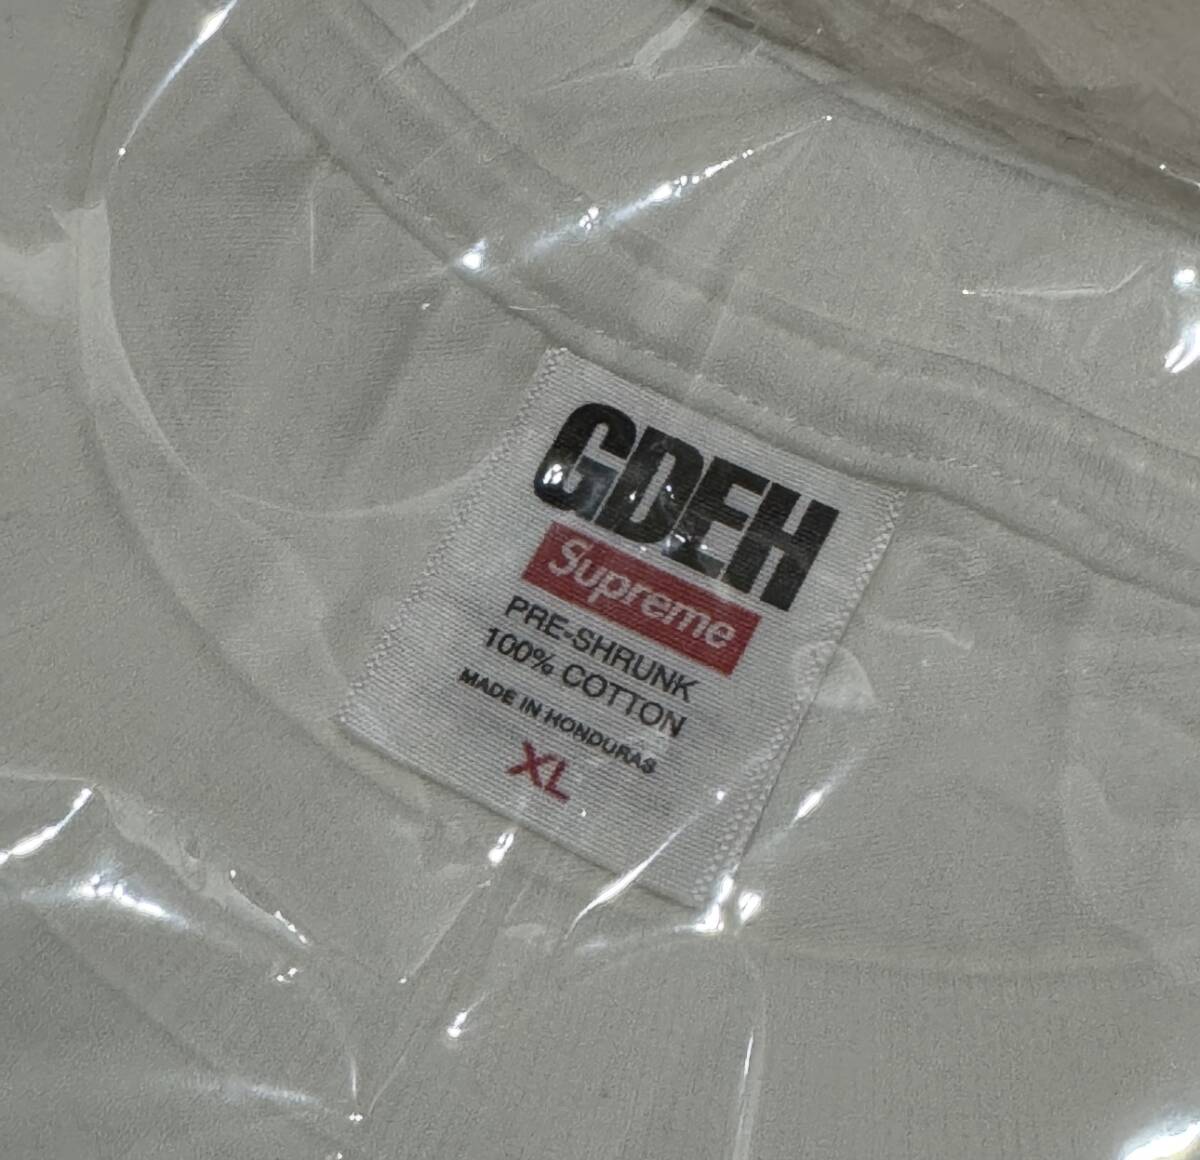 GDEH
Supreme
PRE-SHRUNK
100% COTTON
MADE IN HONDURAS
XL